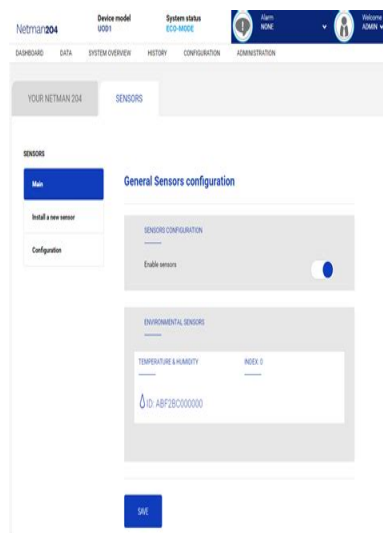 Netman204
Device model
UOD1
System status
ECO-MODE
Alarm
NONE
Welcome
ADMIN
DASHBOARD DATA SYSTEM OVERVIEW HISTORY CONFIGURATION ADMINISTRATION
YOUR NETMAN 204 SENSORS
SENSORS
Main
Install a new sensor
Configuration
General Sensors configuration
SENSORS CONFIGURATION
Enable sensors
ENVIRONMENTAL SENSORS
TEMPERATURE & HUMIDITY INDEX: 0
ID: ABF2BC000000
SAVE